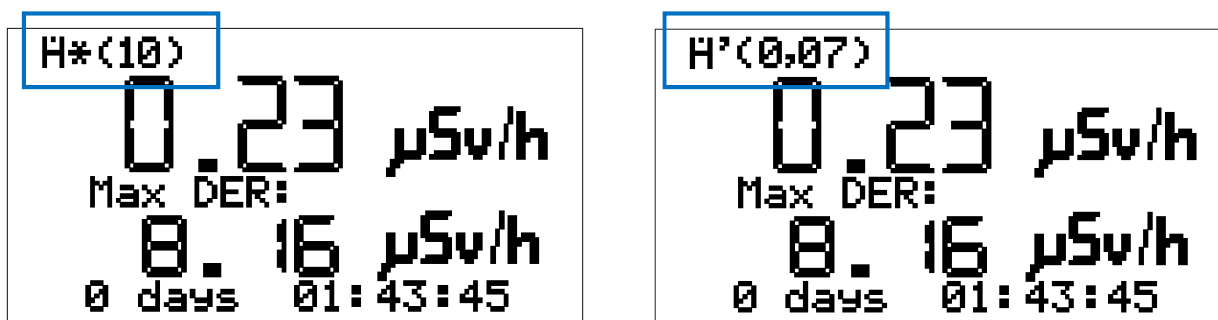 Ḧ*(10)
0.23 µSv/h
Max DER:
8.16 µSv/h
0 days 01:43:45
Ḧ'(0,07)
0.23 µSv/h
Max DER:
8.16 µSv/h
0 days 01:43:45